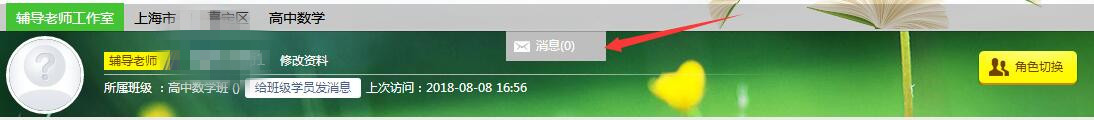 辅导老师工作室 上海市 区 高中数学
消息(0)
辅导老师 修改资料
角色切换
所属班级 ：高中数学班 () 给班级学员发消息 上次访问：2018-08-08 16:56